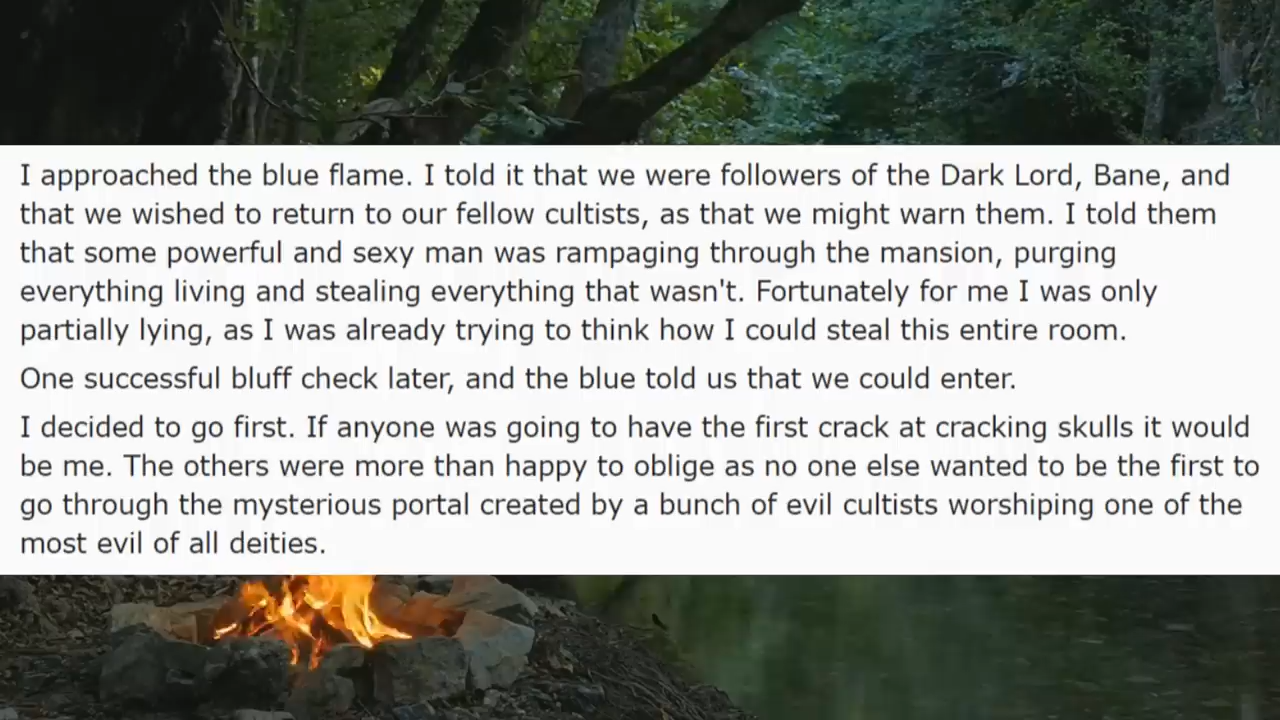 I approached the blue flame. I told it that we were followers of the Dark Lord, Bane, and
that we wished to return to our fellow cultists, as that we might warn them. I told them
that some powerful and sexy man was rampaging through the mansion, purging
everything living and stealing everything that wasn't. Fortunately for me I was only
partially lying, as I was already trying to think how I could steal this entire room.
One successful bluff check later, and the blue told us that we could enter.
I decided to go first. If anyone was going to have the first crack at cracking skulls it would
be me. The others were more than happy to oblige as no one else wanted to be the first to
go through the mysterious portal created by a bunch of evil cultists worshiping one of the
most evil of all deities.